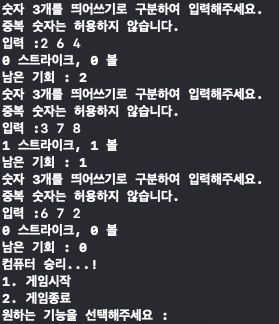 숫자 3개를 띄어쓰기로 구분하여 입력해주세요.
중복 숫자는 허용하지 않습니다.
입력 :2 6 4
0 스트라이크, 0 볼
남은 기회 : 2
숫자 3개를 띄어쓰기로 구분하여 입력해주세요.
중복 숫자는 허용하지 않습니다.
입력 :3 7 8
1 스트라이크, 1 볼
남은 기회 : 1
숫자 3개를 띄어쓰기로 구분하여 입력해주세요.
중복 숫자는 허용하지 않습니다.
입력 :6 7 2
0 스트라이크, 0 볼
남은 기회 : 0
컴퓨터 승리...!
1. 게임시작
2. 게임종료
원하는 기능을 선택해주세요 :